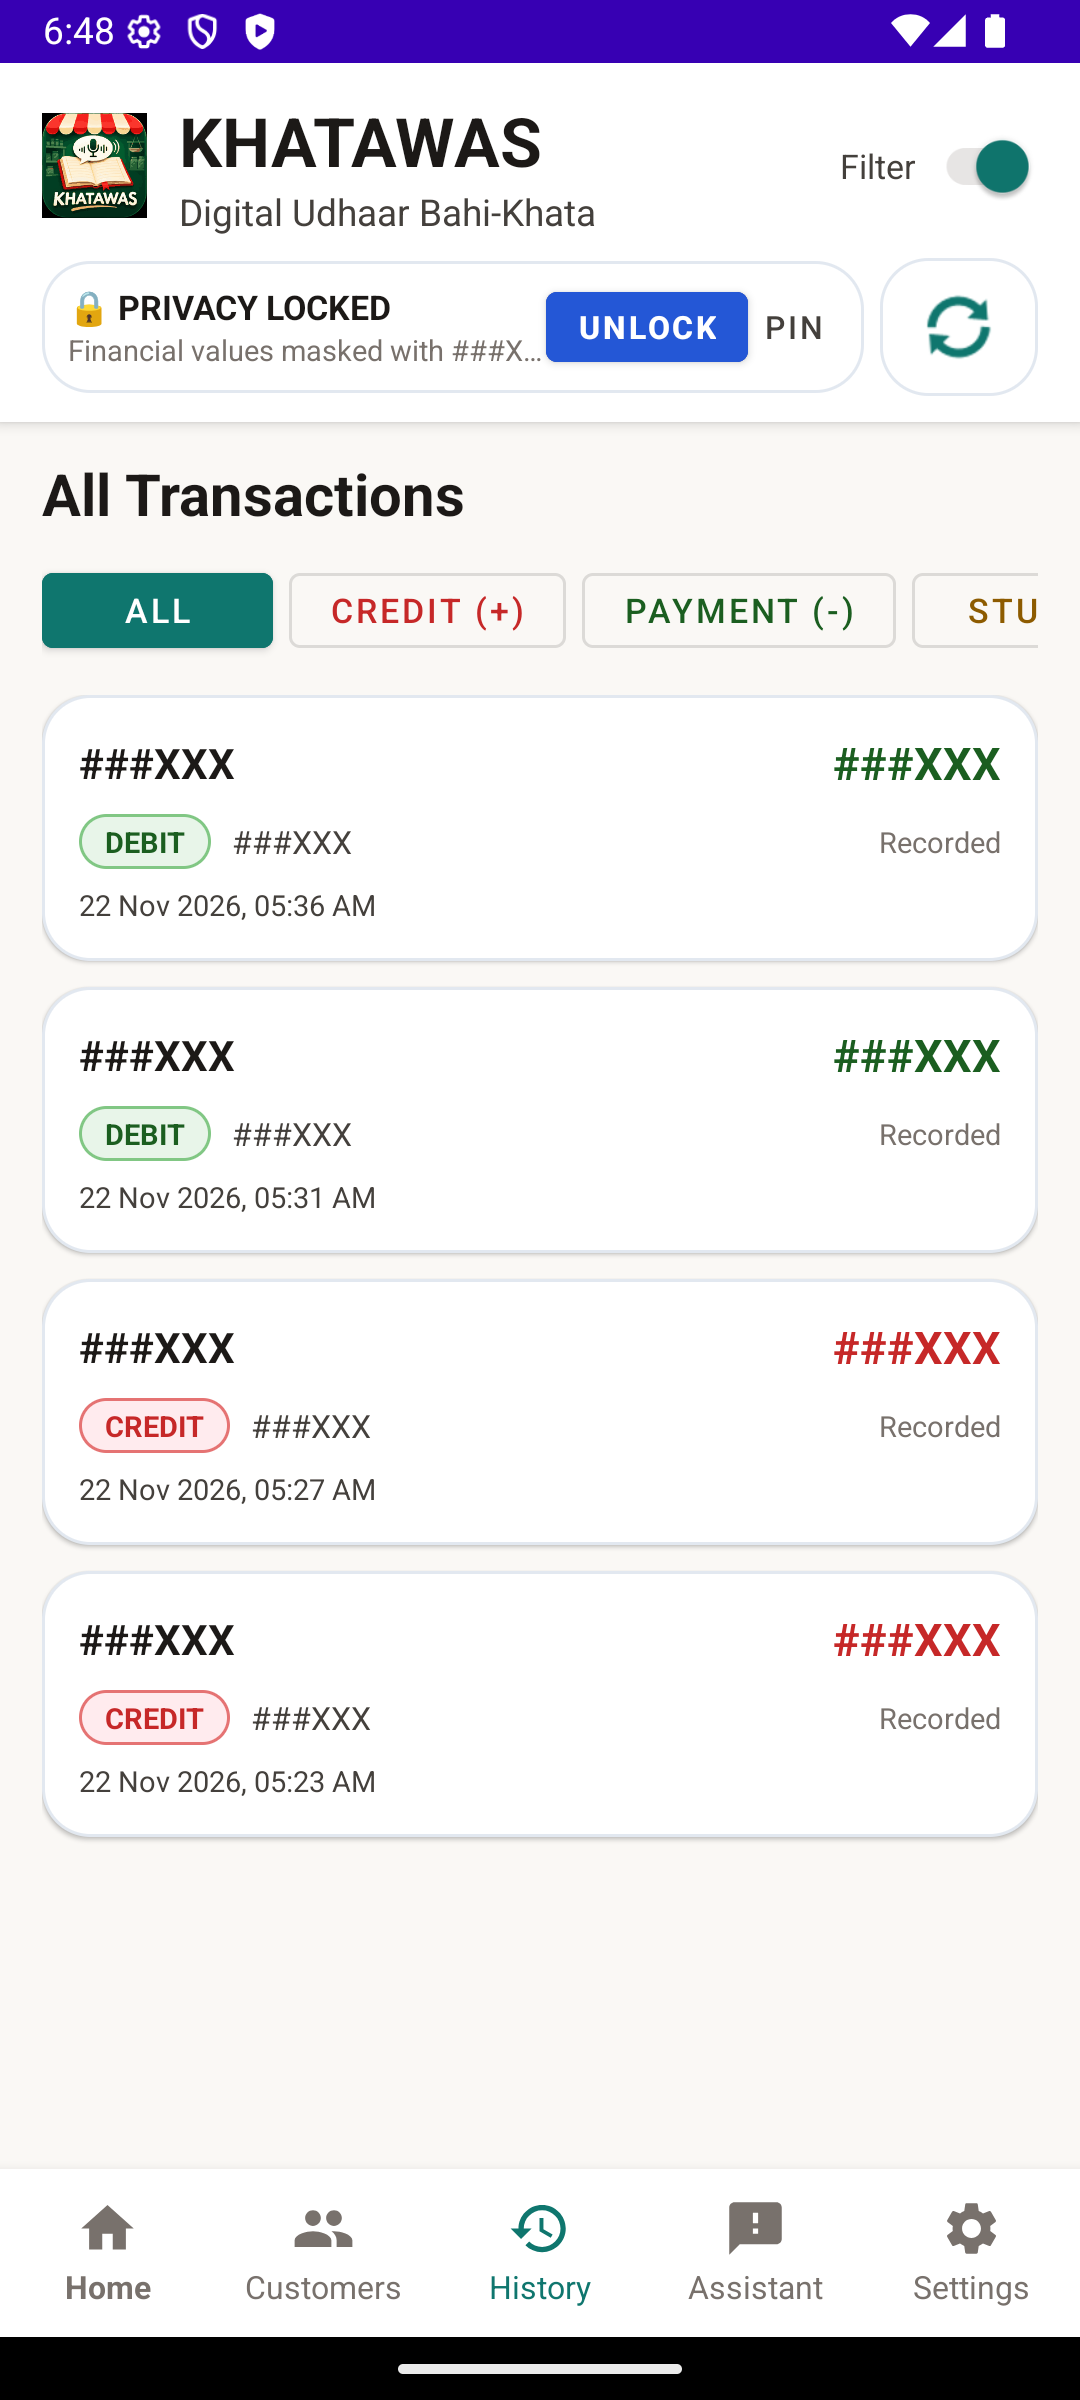 6:48
KHATAWAS
KHATAWAS
Digital Udhaar Bahi-Khata
Filter
🔒 PRIVACY LOCKED
Financial values masked with ###X...
UNLOCK
PIN
All Transactions
ALL
CREDIT (+)
PAYMENT (-)
STU
###XXX
###XXX
DEBIT
###XXX
Recorded
22 Nov 2026, 05:36 AM
###XXX
###XXX
DEBIT
###XXX
Recorded
22 Nov 2026, 05:31 AM
###XXX
###XXX
CREDIT
###XXX
Recorded
22 Nov 2026, 05:27 AM
###XXX
###XXX
CREDIT
###XXX
Recorded
22 Nov 2026, 05:23 AM
Home
Customers
History
Assistant
Settings